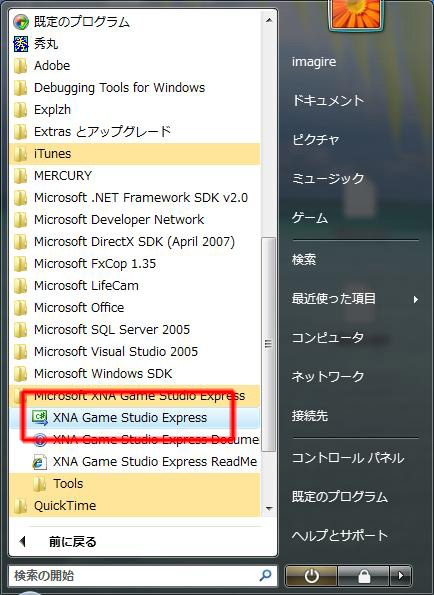 既定のプログラム
秀丸
Adobe
Debugging Tools for Windows
Explzh
Extras とアップグレード
iTunes
MERCURY
Microsoft .NET Framework SDK v2.0
Microsoft Developer Network
Microsoft DirectX SDK (April 2007)
Microsoft FxCop 1.35
Microsoft LifeCam
Microsoft Office
Microsoft SQL Server 2005
Microsoft Visual Studio 2005
Microsoft Windows SDK
Microsoft XNA Game Studio Express
XNA Game Studio Express
XNA Game Studio Express Docume
XNA Game Studio Express ReadMe
Tools
QuickTime
前に戻る
検索の開始
imagire
ドキュメント
ピクチャ
ミュージック
ゲーム
検索
最近使った項目
コンピュータ
ネットワーク
接続先
コントロール パネル
既定のプログラム
ヘルプとサポート